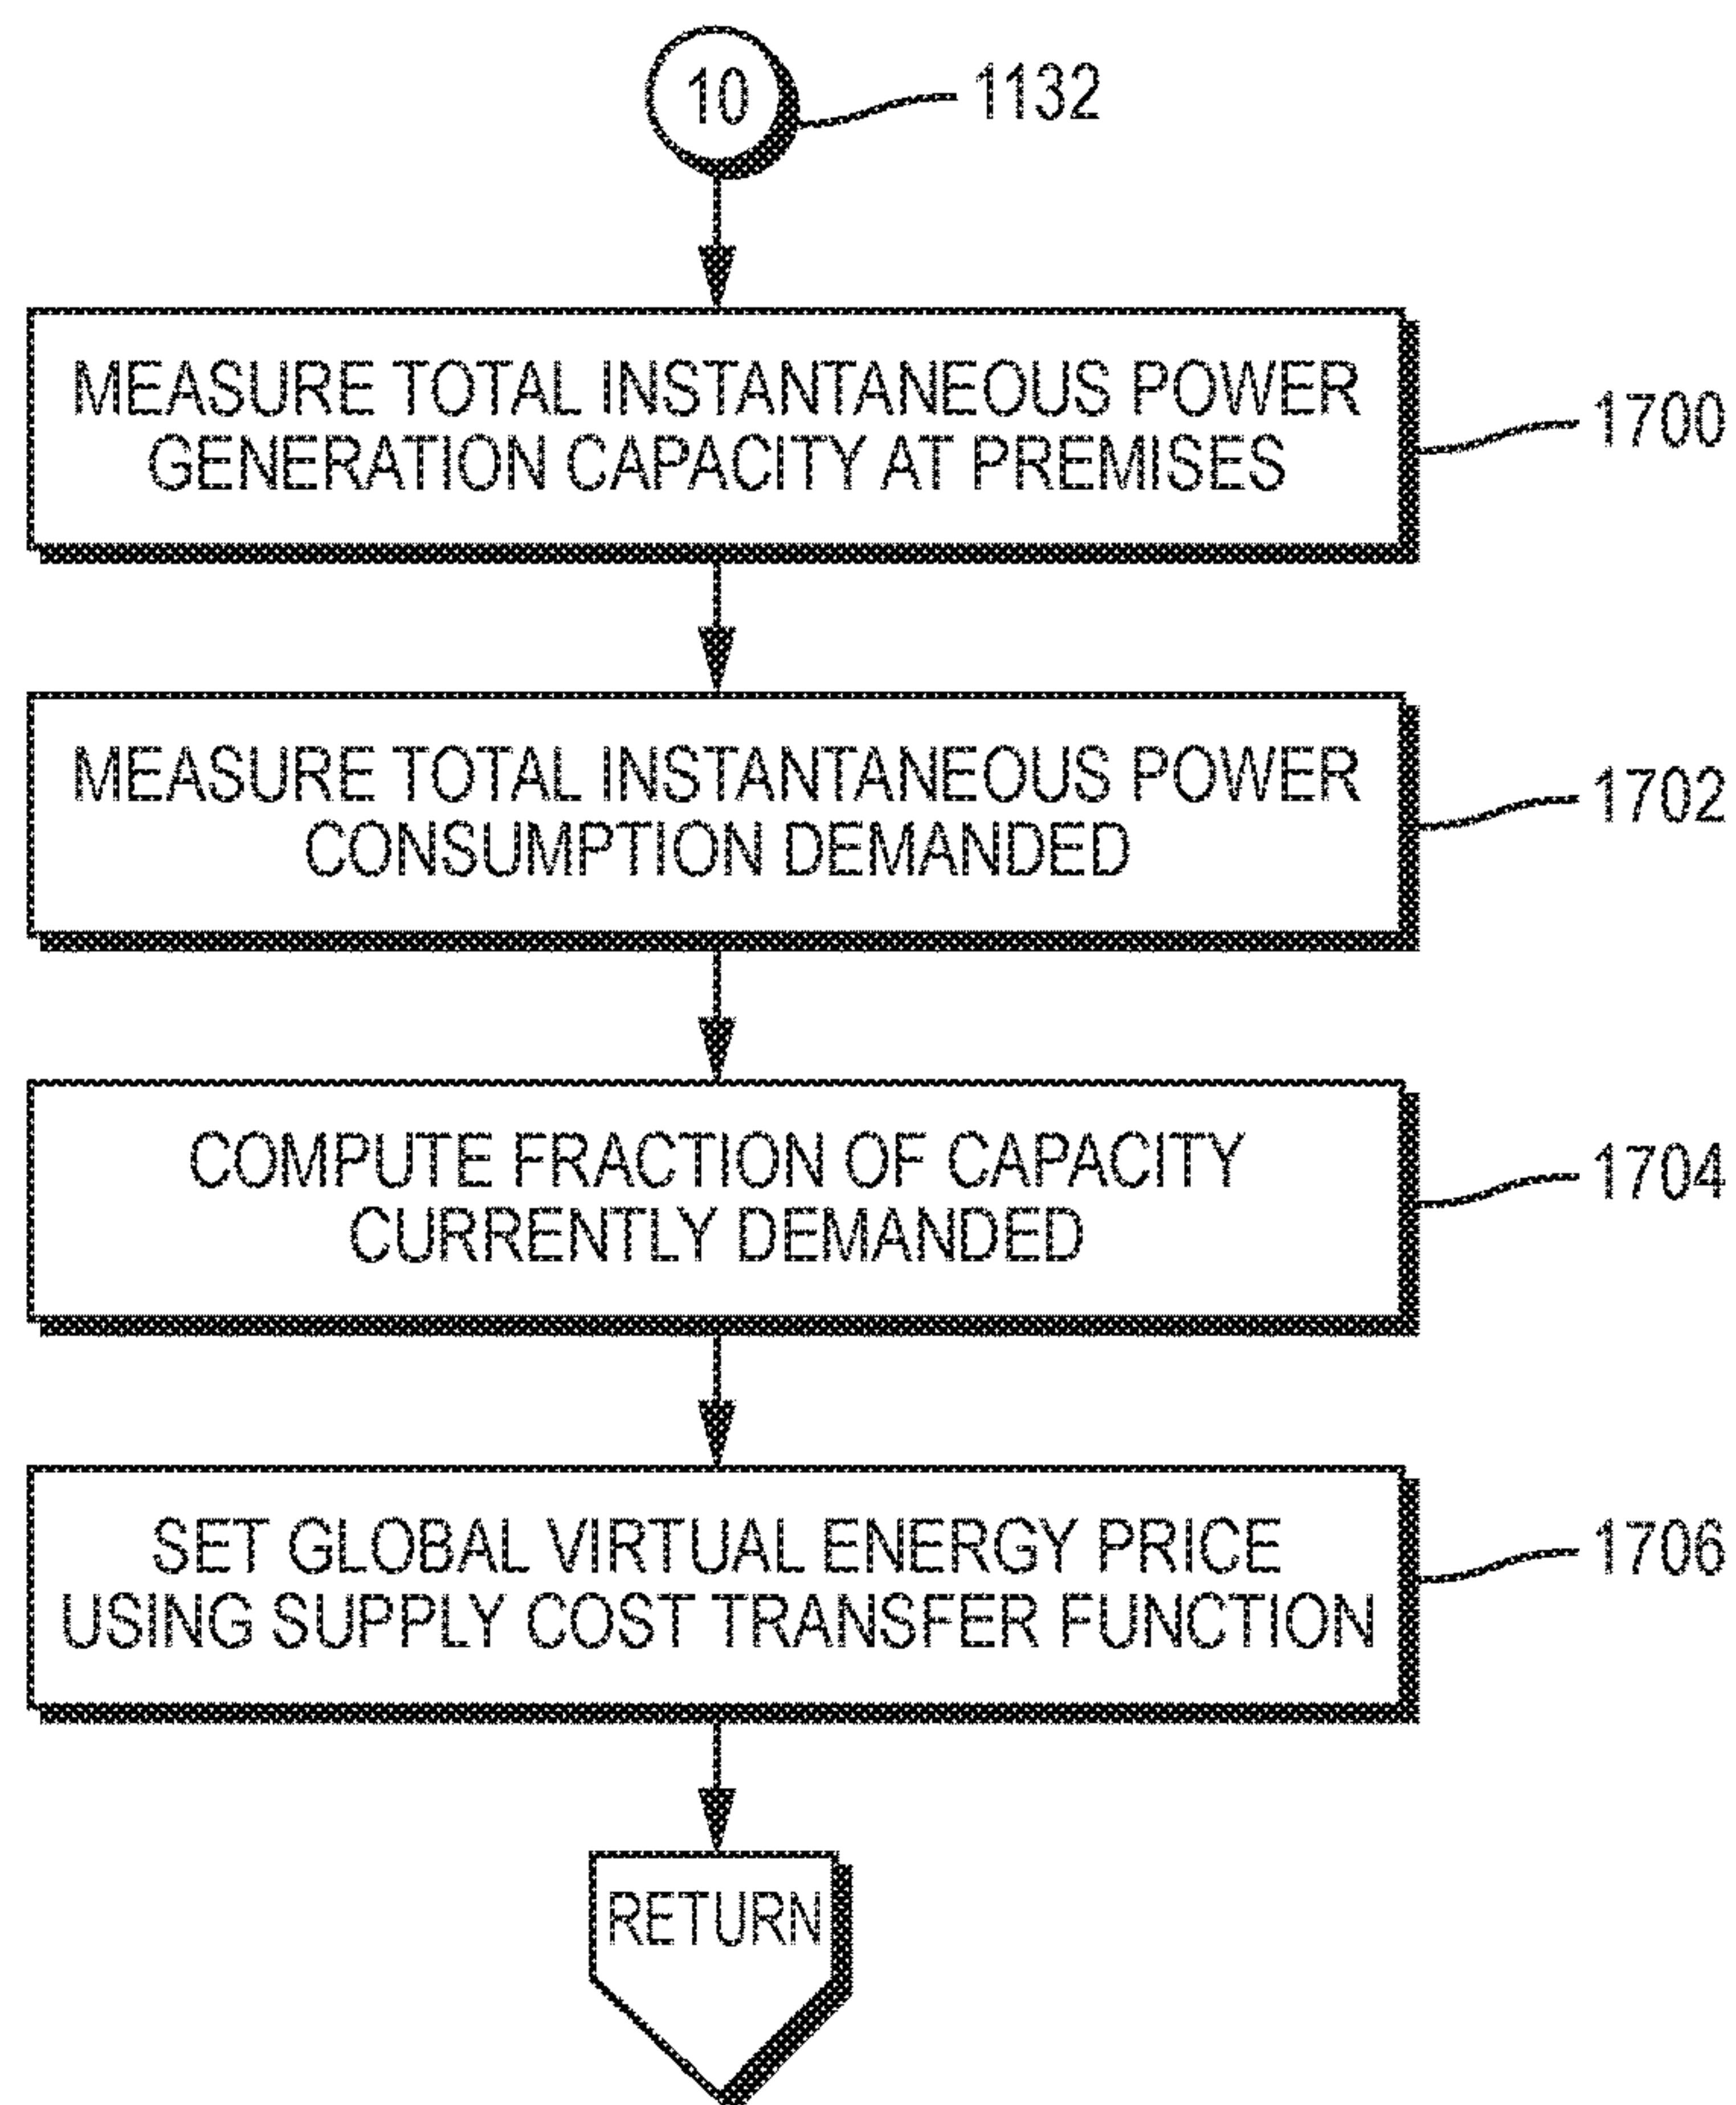 10
1132
MEASURE TOTAL INSTANTANEOUS POWER
GENERATION CAPACITY AT PREMISES
1700
MEASURE TOTAL INSTANTANEOUS POWER
CONSUMPTION DEMANDED
1702
COMPUTE FRACTION OF CAPACITY
CURRENTLY DEMANDED
1704
SET GLOBAL VIRTUAL ENERGY PRICE
USING SUPPLY COST TRANSFER FUNCTION
1706
RETURN